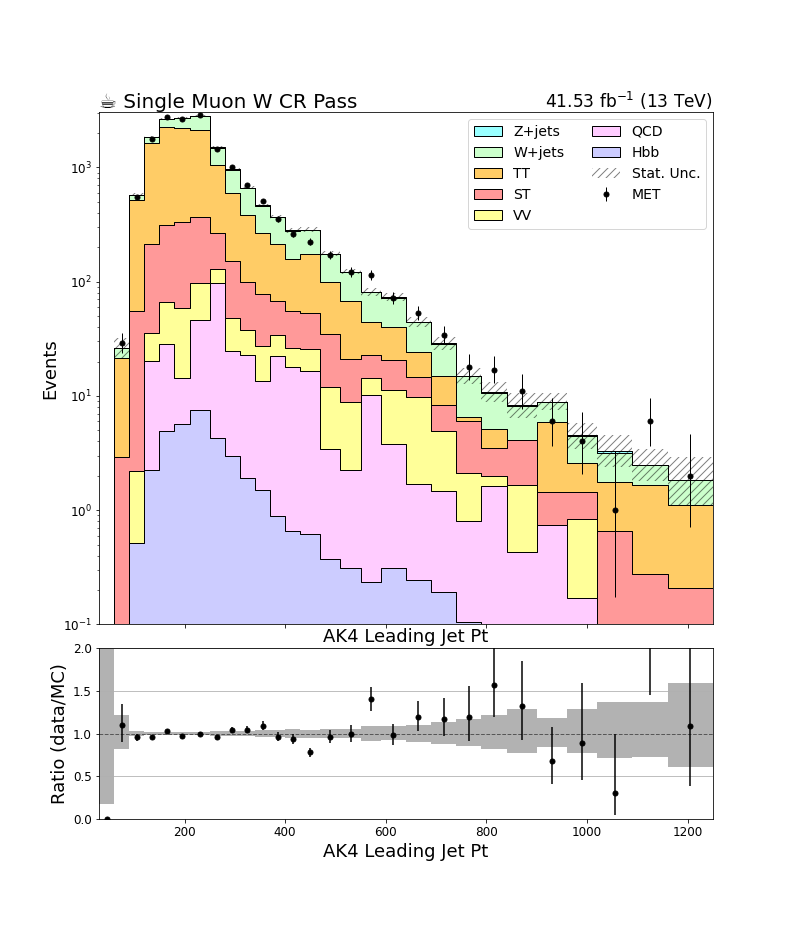 ☕ Single Muon W CR Pass 41.53 fb⁻¹ (13 TeV)
Z+jets QCD
W+jets Hbb
TT Stat. Unc.
ST MET
VV
Events
10³
10²
10¹
10⁰
10⁻¹
AK4 Leading Jet Pt
Ratio (data/MC)
2.0
1.5
1.0
0.5
0.0
200 400 600 800 1000 1200
AK4 Leading Jet Pt